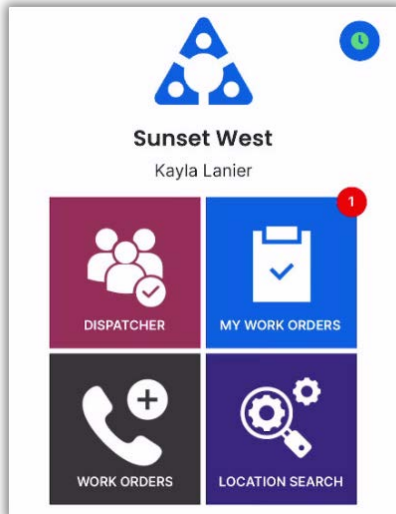 Sunset West
Kayla Lanier
1
DISPATCHER
MY WORK ORDERS
WORK ORDERS
LOCATION SEARCH